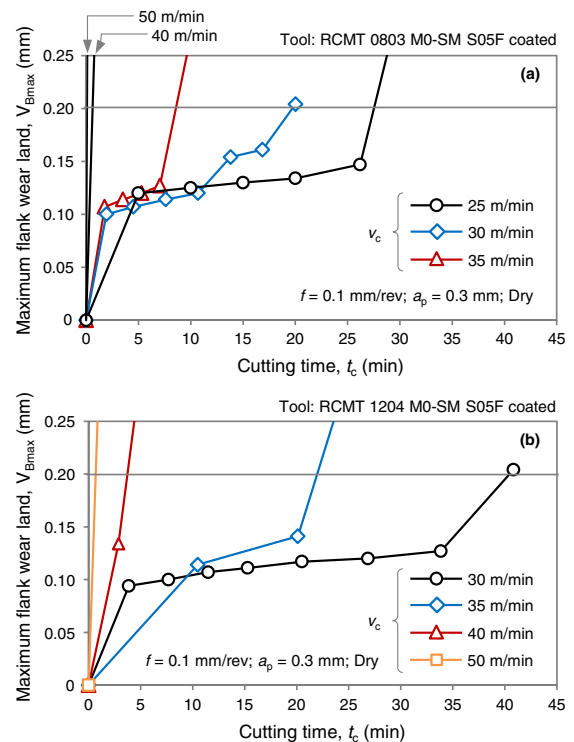 50 m/min
40 m/min
Tool: RCMT 0803 M0-SM S05F coated
(a)
Maximum flank wear land, VBmax (mm)
0.25
0.20
0.15
0.10
0.05
0
25 m/min
30 m/min
35 m/min
vc
f = 0.1 mm/rev; ap = 0.3 mm; Dry
0 5 10 15 20 25 30 35 40 45
Cutting time, tc (min)
Tool: RCMT 1204 M0-SM S05F coated
(b)
Maximum flank wear land, VBmax (mm)
0.25
0.20
0.15
0.10
0.05
0
30 m/min
35 m/min
40 m/min
50 m/min
vc
f = 0.1 mm/rev; ap = 0.3 mm; Dry
0 5 10 15 20 25 30 35 40 45
Cutting time, tc (min)